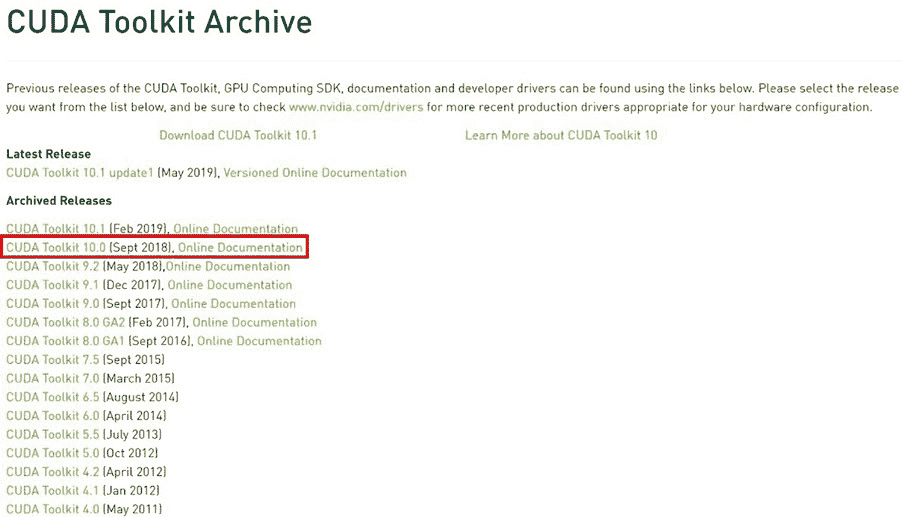 CUDA Toolkit Archive
Previous releases of the CUDA Toolkit, GPU Computing SDK, documentation and developer drivers can be found using the links below. Please select the release
you want from the list below, and be sure to check www.nvidia.com/drivers for more recent production drivers appropriate for your hardware configuration.
Download CUDA Toolkit 10.1 Learn More about CUDA Toolkit 10
Latest Release
CUDA Toolkit 10.1 update1 (May 2019), Versioned Online Documentation
Archived Releases
CUDA Toolkit 10.1 (Feb 2019), Online Documentation
CUDA Toolkit 10.0 (Sept 2018), Online Documentation
CUDA Toolkit 9.2 (May 2018),Online Documentation
CUDA Toolkit 9.1 (Dec 2017), Online Documentation
CUDA Toolkit 9.0 (Sept 2017), Online Documentation
CUDA Toolkit 8.0 GA2 (Feb 2017), Online Documentation
CUDA Toolkit 8.0 GA1 (Sept 2016), Online Documentation
CUDA Toolkit 7.5 (Sept 2015)
CUDA Toolkit 7.0 (March 2015)
CUDA Toolkit 6.5 (August 2014)
CUDA Toolkit 6.0 (April 2014)
CUDA Toolkit 5.5 (July 2013)
CUDA Toolkit 5.0 (Oct 2012)
CUDA Toolkit 4.2 (April 2012)
CUDA Toolkit 4.1 (Jan 2012)
CUDA Toolkit 4.0 (May 2011)